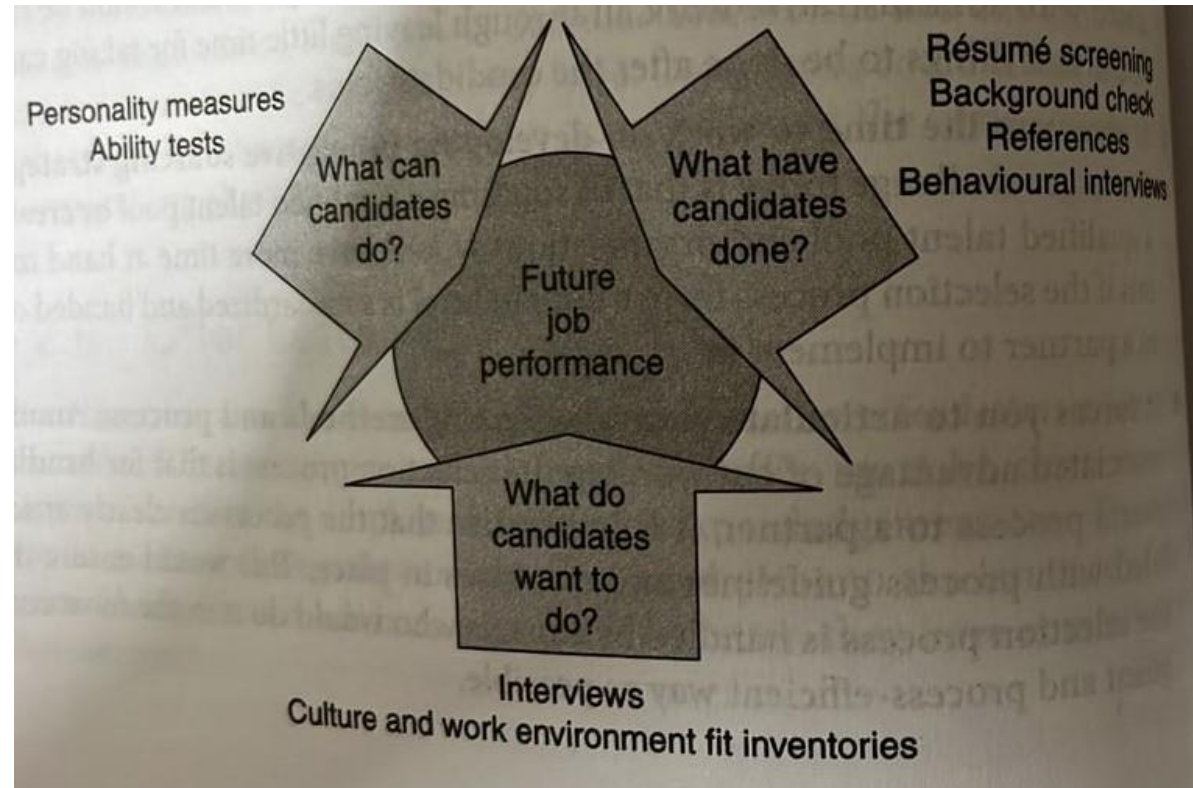 Personality measures
Ability tests
What can
candidates
do?
What have
candidates
done?
Résumé screening
Background check
References
Behavioural interviews
Future
job
performance
What do
candidates
want to
do?
Interviews
Culture and work environment fit inventories